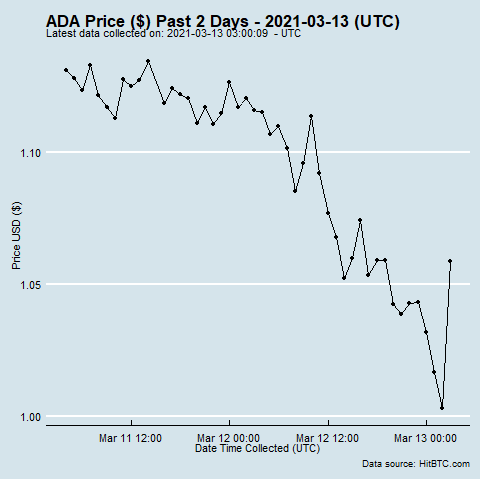 ADA Price ($) Past 2 Days - 2021-03-13 (UTC)
Latest data collected on: 2021-03-13 03:00:09 - UTC
Price USD ($)
1.10
1.05
1.00
Mar 11 12:00 Mar 12 00:00 Mar 12 12:00 Mar 13 00:00
Date Time Collected (UTC)
Data source: HitBTC.com